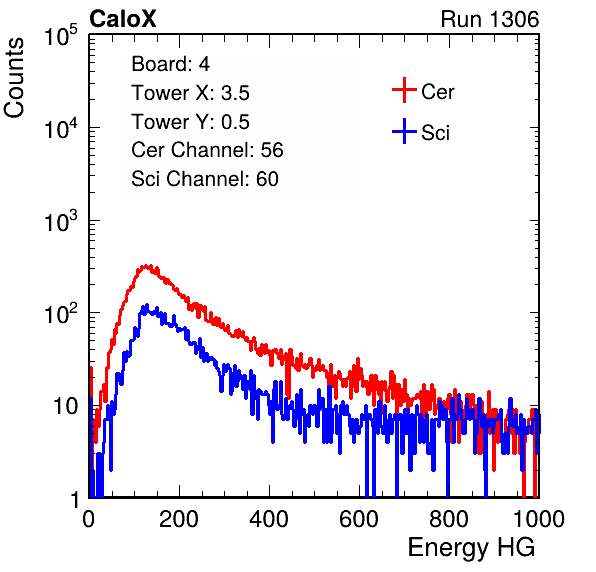 CaloX Run 1306
Counts
10^5
10^4
10^3
10^2
10
1
Board: 4
Tower X: 3.5
Tower Y: 0.5
Cer Channel: 56
Sci Channel: 60
Cer
Sci
0 200 400 600 800 1000
Energy HG